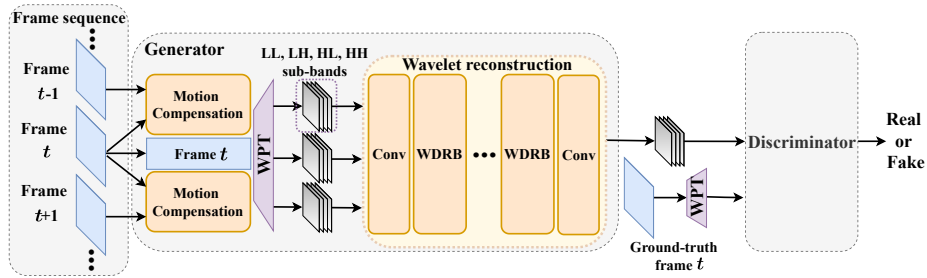 Frame sequence
Frame
t-1
Frame
t
Frame
t+1
Generator
Motion
Compensation
Frame t
Motion
Compensation
WPT
LL, LH, HL, HH
sub-bands
Wavelet reconstruction
Conv
WDRB
WDRB
Conv
WPT
Ground-truth
frame t
Discriminator
Real
or
Fake